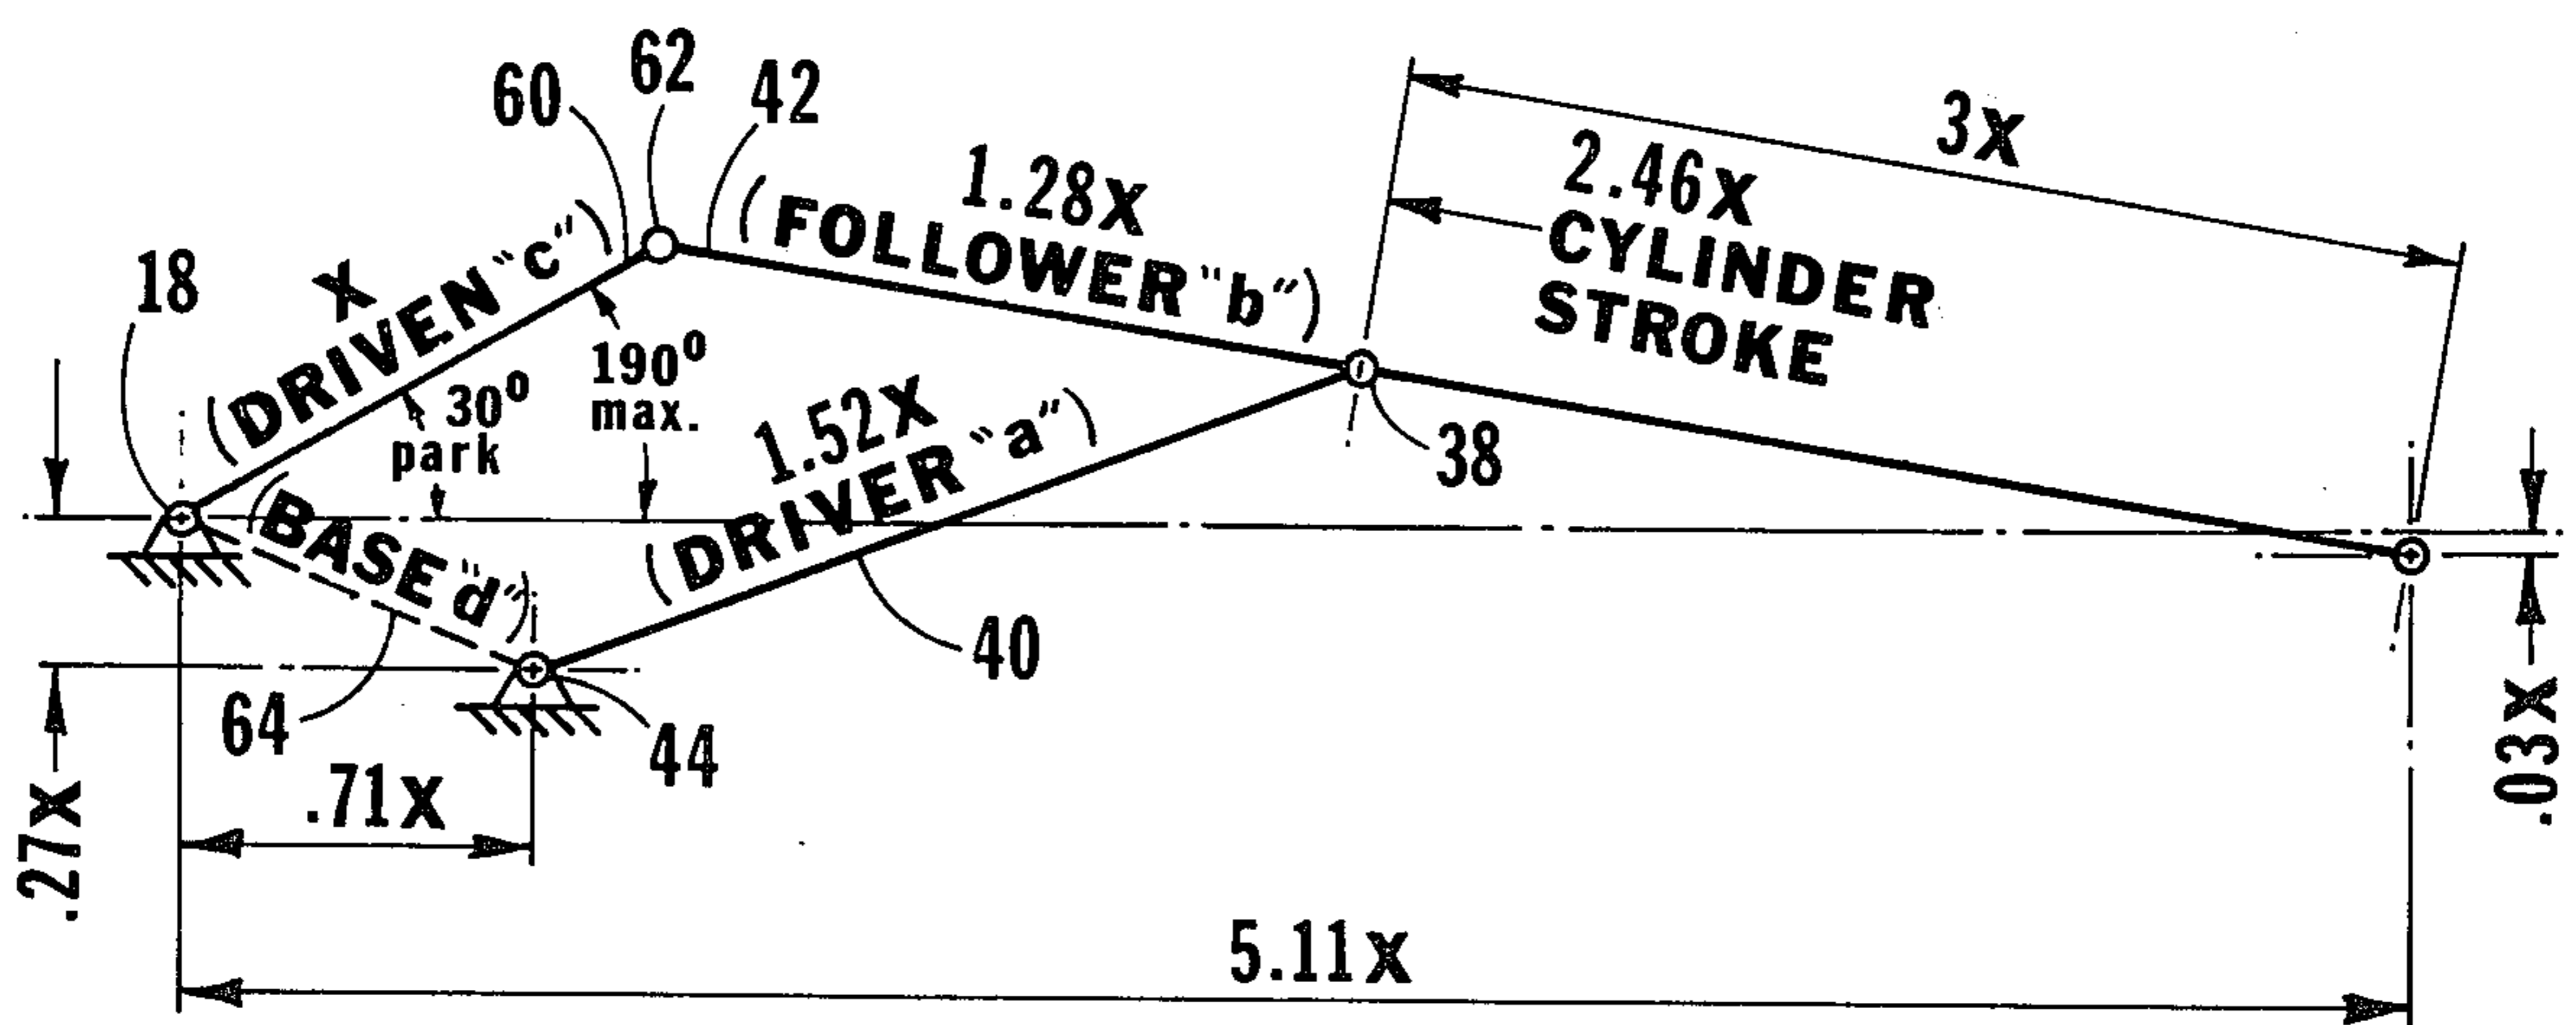 60
62
42
18
X
(DRIVEN "c")
1.28X
(FOLLOWER "b")
3X
2.46X
CYLINDER
STROKE
30°
park
190°
max.
1.52X
(DRIVER "a")
38
(BASE "d")
40
64
44
.71X
.27X
.03X
5.11X